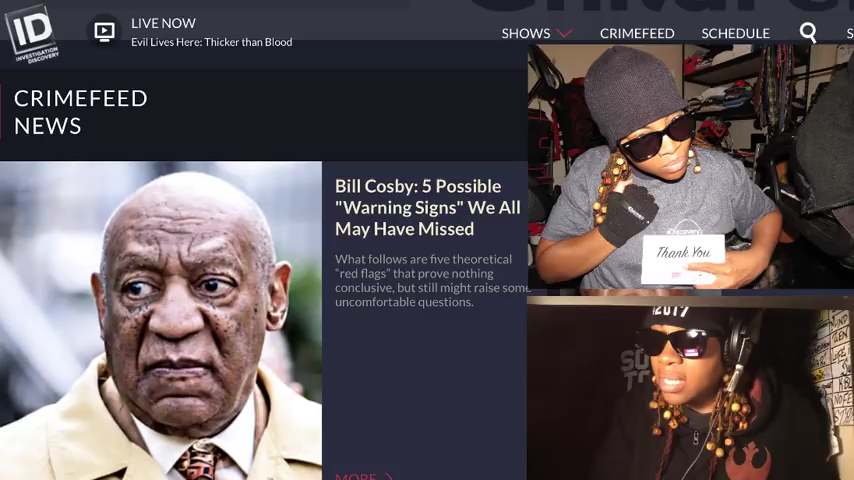 ID
INVESTIGATION
DISCOVERY
LIVE NOW
Evil Lives Here: Thicker than Blood
SHOWS
CRIMEFEED
SCHEDULE
S
CRIMEFEED
NEWS
Bill Cosby: 5 Possible
"Warning Signs" We All
May Have Missed
What follows are five theoretical
"red flags" that prove nothing
conclusive, but still might raise some
uncomfortable questions.
MORE
Thank You
2017